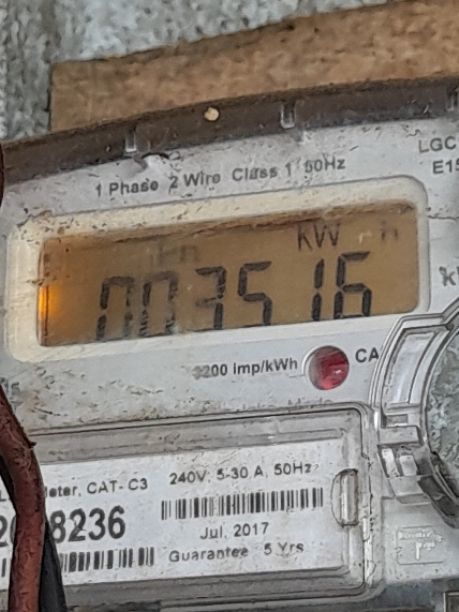 LGC
1 Phase 2 Wire Class 1 50Hz
E15
KW h
003516
3200 imp/kWh
CA
eter, CAT-C3 240V, 5-30 A, 50Hz
8236
Jul, 2017
Guarantee 5 Yrs